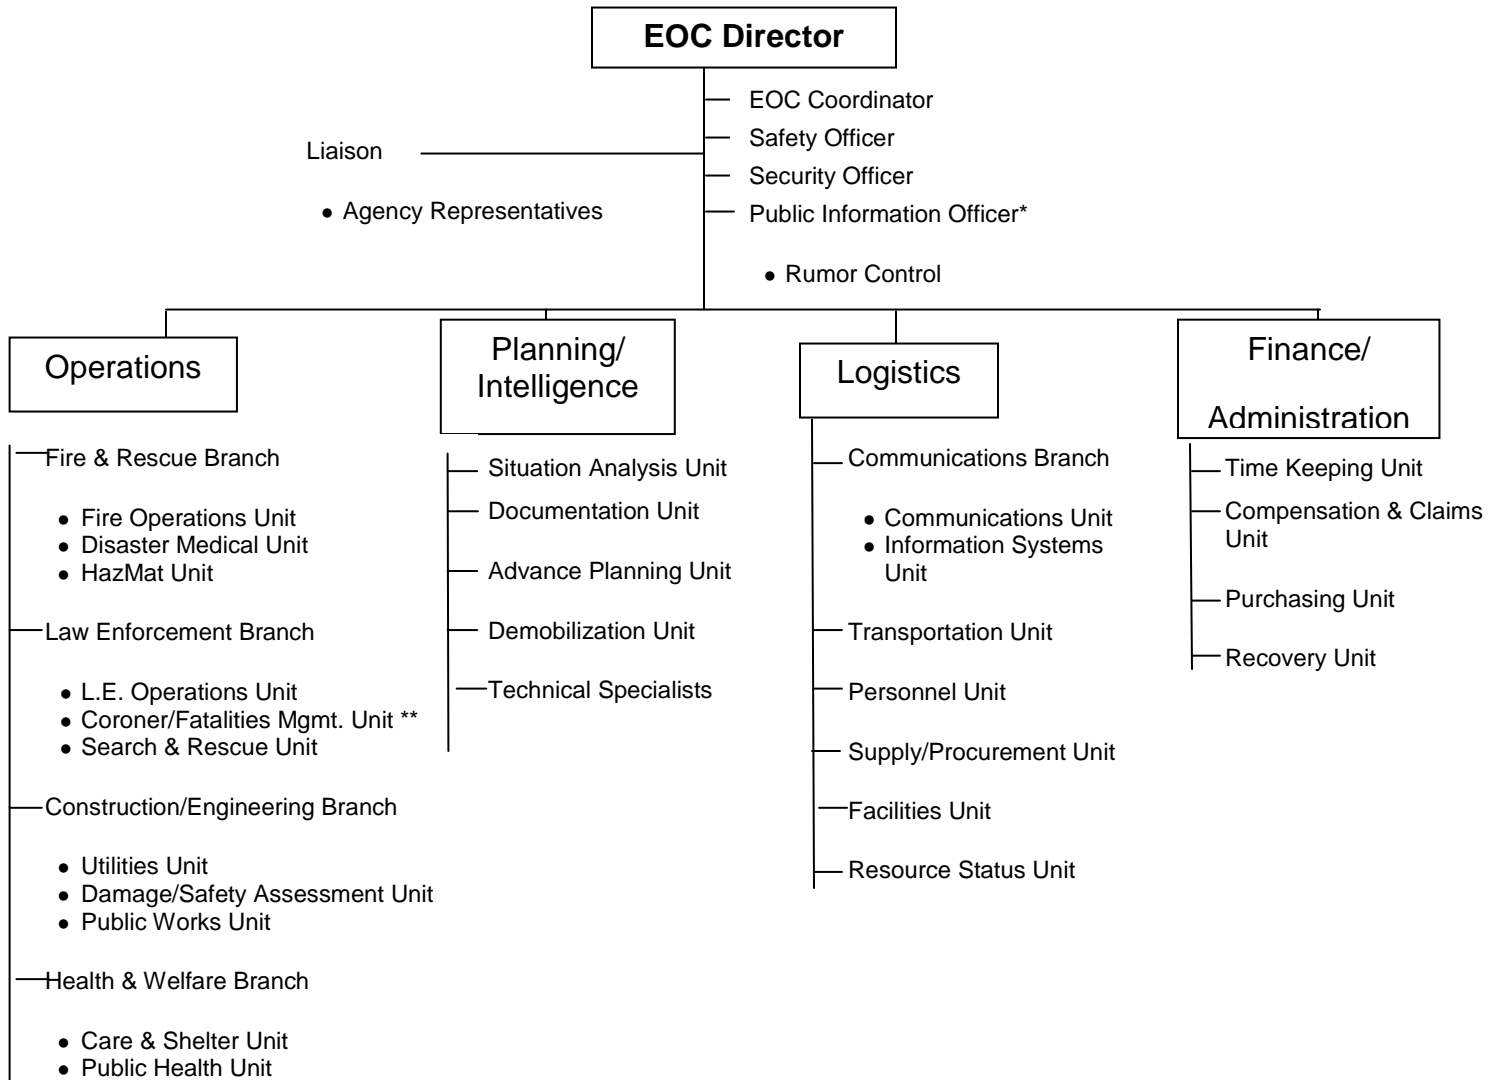 EOC Director
EOC Coordinator
Safety Officer
Liaison
Security Officer
• Agency Representatives
Public Information Officer*
• Rumor Control
Operations
Planning/
Intelligence
Logistics
Finance/
Administration
Fire & Rescue Branch
• Fire Operations Unit
• Disaster Medical Unit
• HazMat Unit
Law Enforcement Branch
• L.E. Operations Unit
• Coroner/Fatalities Mgmt. Unit **
• Search & Rescue Unit
Construction/Engineering Branch
• Utilities Unit
• Damage/Safety Assessment Unit
• Public Works Unit
Health & Welfare Branch
• Care & Shelter Unit
• Public Health Unit
Situation Analysis Unit
Documentation Unit
Advance Planning Unit
Demobilization Unit
Technical Specialists
Communications Branch
• Communications Unit
• Information Systems
Unit
Transportation Unit
Personnel Unit
Supply/Procurement Unit
Facilities Unit
Resource Status Unit
Time Keeping Unit
Compensation & Claims
Unit
Purchasing Unit
Recovery Unit